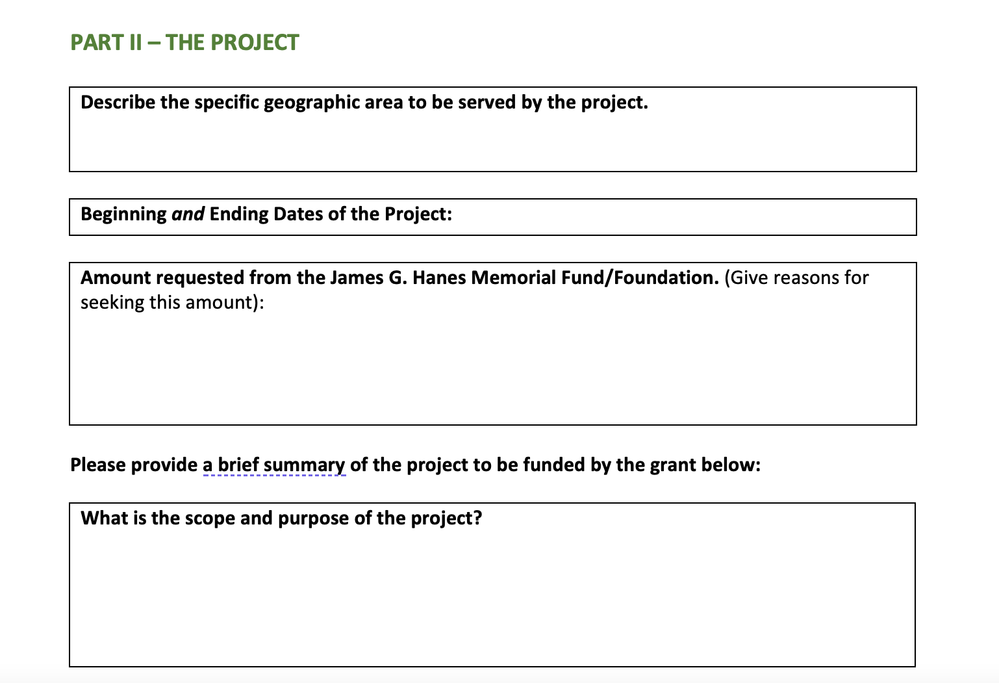 PART II – THE PROJECT
Describe the specific geographic area to be served by the project.
Beginning and Ending Dates of the Project:
Amount requested from the James G. Hanes Memorial Fund/Foundation. (Give reasons for
seeking this amount):
Please provide a brief summary of the project to be funded by the grant below:
What is the scope and purpose of the project?